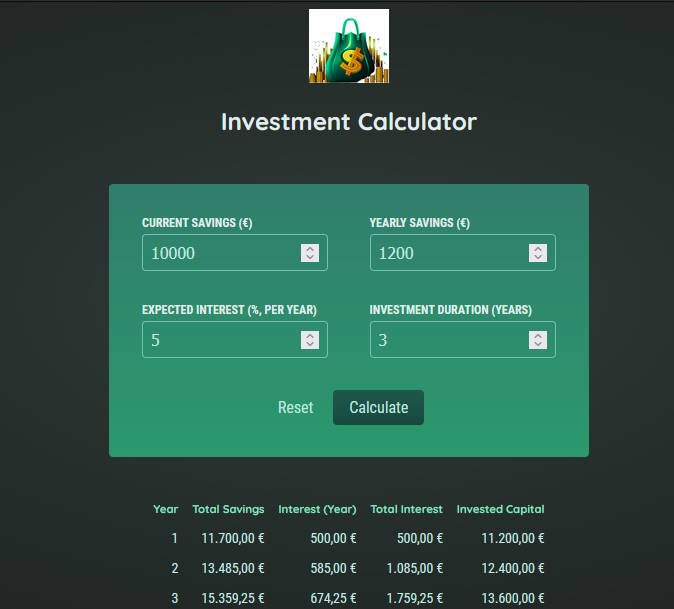 $
Investment Calculator
CURRENT SAVINGS (€) YEARLY SAVINGS (€)
10000 1200
EXPECTED INTEREST (%, PER YEAR) INVESTMENT DURATION (YEARS)
5 3
Reset Calculate
Year Total Savings Interest (Year) Total Interest Invested Capital
1 11.700,00 € 500,00 € 500,00 € 11.200,00 €
2 13.485,00 € 585,00 € 1.085,00 € 12.400,00 €
3 15.359,25 € 674,25 € 1.759,25 € 13.600,00 €